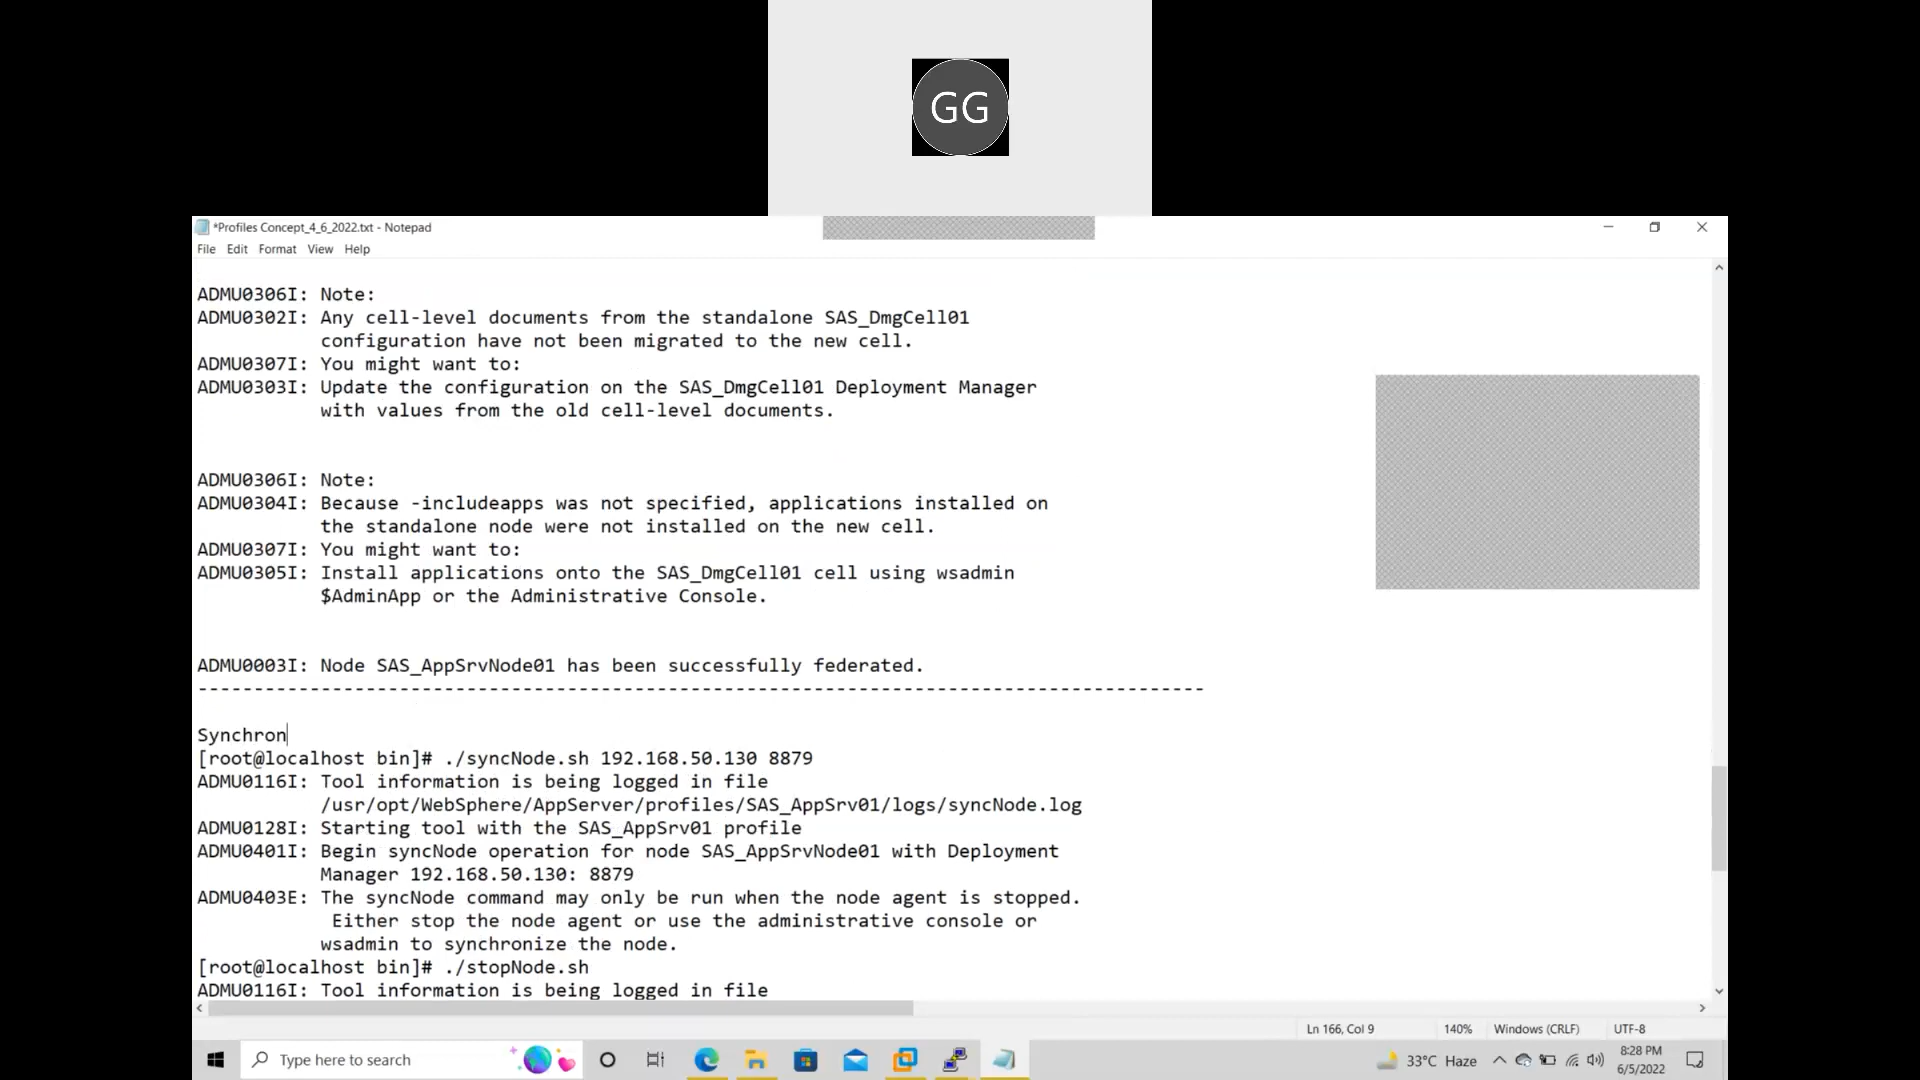 GG
*Profiles Concept_4_6_2022.txt - Notepad
File Edit Format View Help
ADMU0306I: Note:
ADMU0302I: Any cell-level documents from the standalone SAS_DmgCell01
configuration have not been migrated to the new cell.
ADMU0307I: You might want to:
ADMU0303I: Update the configuration on the SAS_DmgCell01 Deployment Manager
with values from the old cell-level documents.
ADMU0306I: Note:
ADMU0304I: Because -includeapps was not specified, applications installed on
the standalone node were not installed on the new cell.
ADMU0307I: You might want to:
ADMU0305I: Install applications onto the SAS_DmgCell01 cell using wsadmin
$AdminApp or the Administrative Console.
ADMU0003I: Node SAS_AppSrvNode01 has been successfully federated.
------------------------------------------------------------------------------------------
Synchron
[root@localhost bin]# ./syncNode.sh 192.168.50.130 8879
ADMU0116I: Tool information is being logged in file
/usr/opt/WebSphere/AppServer/profiles/SAS_AppSrv01/logs/syncNode.log
ADMU0128I: Starting tool with the SAS_AppSrv01 profile
ADMU0401I: Begin syncNode operation for node SAS_AppSrvNode01 with Deployment
Manager 192.168.50.130: 8879
ADMU0403E: The syncNode command may only be run when the node agent is stopped.
Either stop the node agent or use the administrative console or
wsadmin to synchronize the node.
[root@localhost bin]# ./stopNode.sh
ADMU0116I: Tool information is being logged in file
Ln 166, Col 9 140% Windows (CRLF) UTF-8
Type here to search
33°C Haze
8:28 PM
6/5/2022